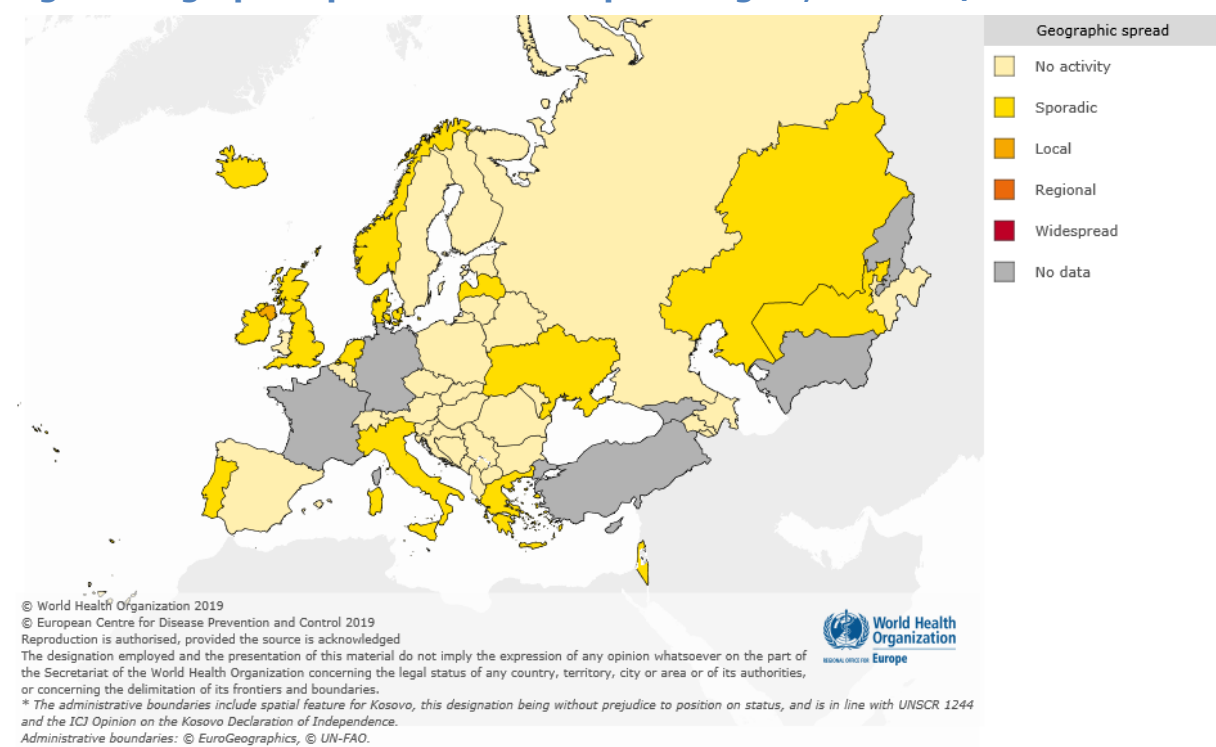 Geographic spread
No activity
Sporadic
Local
Regional
Widespread
No data
© World Health Organization 2019
© European Centre for Disease Prevention and Control 2019
Reproduction is authorised, provided the source is acknowledged
The designation employed and the presentation of this material do not imply the expression of any opinion whatsoever on the part of
the Secretariat of the World Health Organization concerning the legal status of any country, territory, city or area or of its authorities,
or concerning the delimitation of its frontiers and boundaries.
* The administrative boundaries include spatial feature for Kosovo, this designation being without prejudice to position on status, and is in line with UNSCR 1244
and the ICJ Opinion on the Kosovo Declaration of Independence.
Administrative boundaries: © EuroGeographics, © UN-FAO.
World Health
Organization
REGIONAL OFFICE FOR Europe